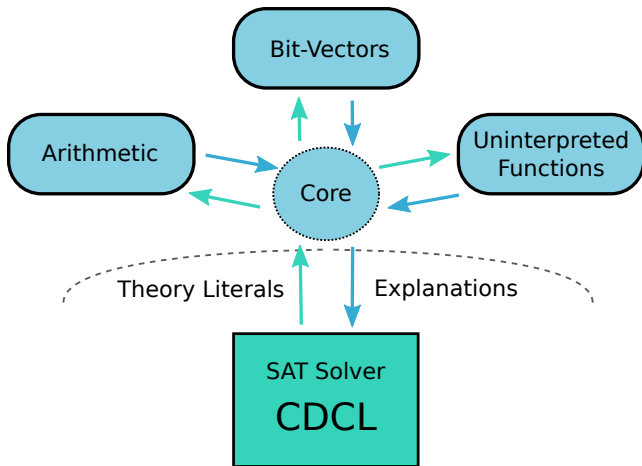 Bit-Vectors
Arithmetic
Uninterpreted
Functions
Core
Theory Literals
Explanations
SAT Solver
CDCL